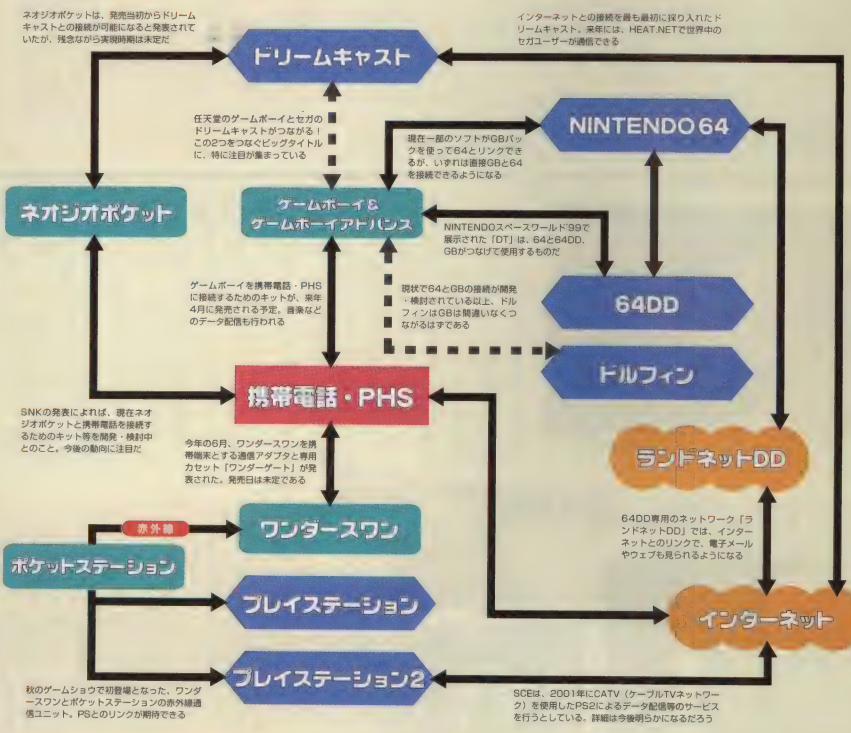 ネオジオポケットは、発売当初からドリーム
キャストとの接続が可能になると発表されて
いたが、残念ながら実現時期は未定だ
インターネットとの接続を最も最初に採り入れたド
リームキャスト。来年には、HEAT.NETで世界中の
セガユーザーが通信できる
ドリームキャスト
任天堂のゲームボーイとセガの
ドリームキャストがつながる!
この2つをつなぐビッグタイトル
に、特に注目が集まっている
現在一部のソフトがGBパッ
クを使って64とリンクでき
るが、いずれは直接GBと64
を接続できるようになる
NINTENDO 64
ネオジオポケット
ゲームボーイ&
ゲームボーイアドバンス
NINTENDOスペースワールド'99で
展示された「DT」は、64と64DD、
GBがつなげて使用するものだ
ゲームボーイを携帯電話・PHS
に接続するためのキットが、来年
4月に発売される予定。音楽など
のデータ配信も行われる
現状で64とGBの接続が開発
・検討されている以上、ドル
フィンはGBは間違いなくつ
ながるはずである
64DD
ドルフィン
携帯電話・PHS
SNKの発表によれば、現在ネオ
ジオポケットと携帯電話を接続す
るためのキット等を開発・検討中
とのこと。今後の動向に注目だ
今年の6月、ワンダースワンを携
帯端末とする通信アダプタと専用
カセット「ワンダーゲート」が発
表された。発売日は未定である
ランドネットDD
赤外線
ワンダースワン
64DD専用のネットワーク「ラ
ンドネットDD」では、インター
ネットとのリンクで、電子メール
やウェブも見られるようになる
ポケットステーション
プレイステーション
インターネット
プレイステーション2
秋のゲームショウで初登場となった、ワンダ
ースワンとポケットステーションの赤外線通
信ユニット。PSとのリンクが期待できる
SCEは、2001年にCATV(ケーブルTVネットワー
ク)を使用したPS2によるデータ配信等のサービス
を行うとしている。詳細は今後明らかになるだろう